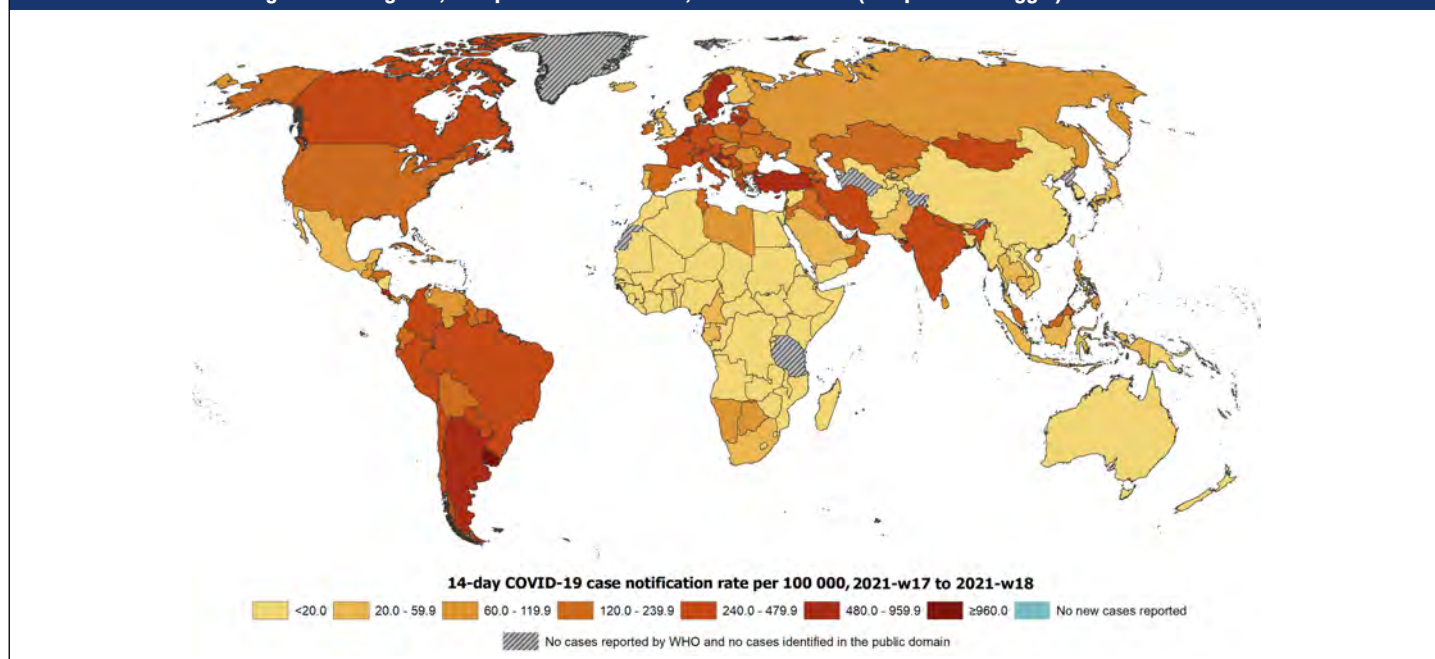 14-day COVID-19 case notification rate per 100 000, 2021-w17 to 2021-w18
<20.0 20.0 - 59.9 60.0 - 119.9 120.0 - 239.9 240.0 - 479.9 480.0 - 959.9 ≥960.0 No new cases reported
No cases reported by WHO and no cases identified in the public domain